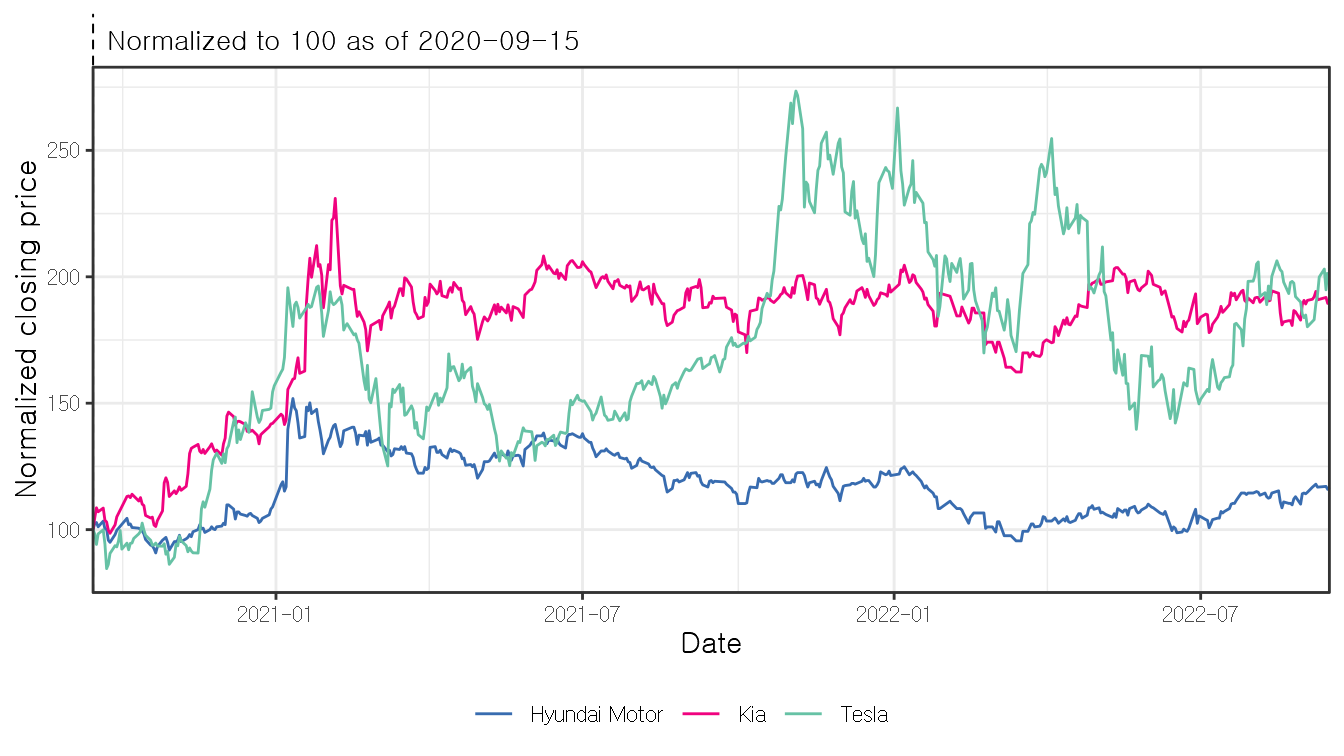 Normalized to 100 as of 2020-09-15
Normalized closing price
250
200
150
100
2021-01
2021-07
2022-01
2022-07
Date
Hyundai Motor
Kia
Tesla